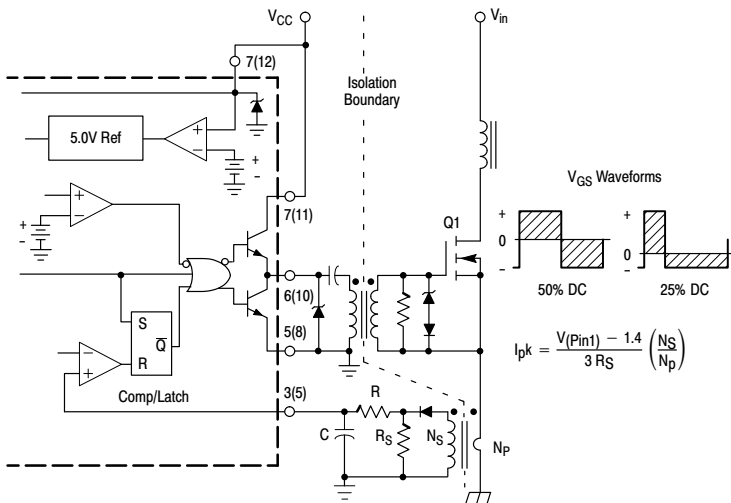 V_CC
V_in
7(12)
Isolation
Boundary
5.0V Ref
+
-
+
-
V_GS Waveforms
+
-
+
-
7(11)
Q1
+
0
-
+
0
-
50% DC
25% DC
6(10)
S
Q̅
R
5(8)
I_pk = (V_(Pin1) − 1.4) / (3 R_S) (N_S / N_p)
-
+
Comp/Latch
3(5)
R
C
R_S
N_S
N_P